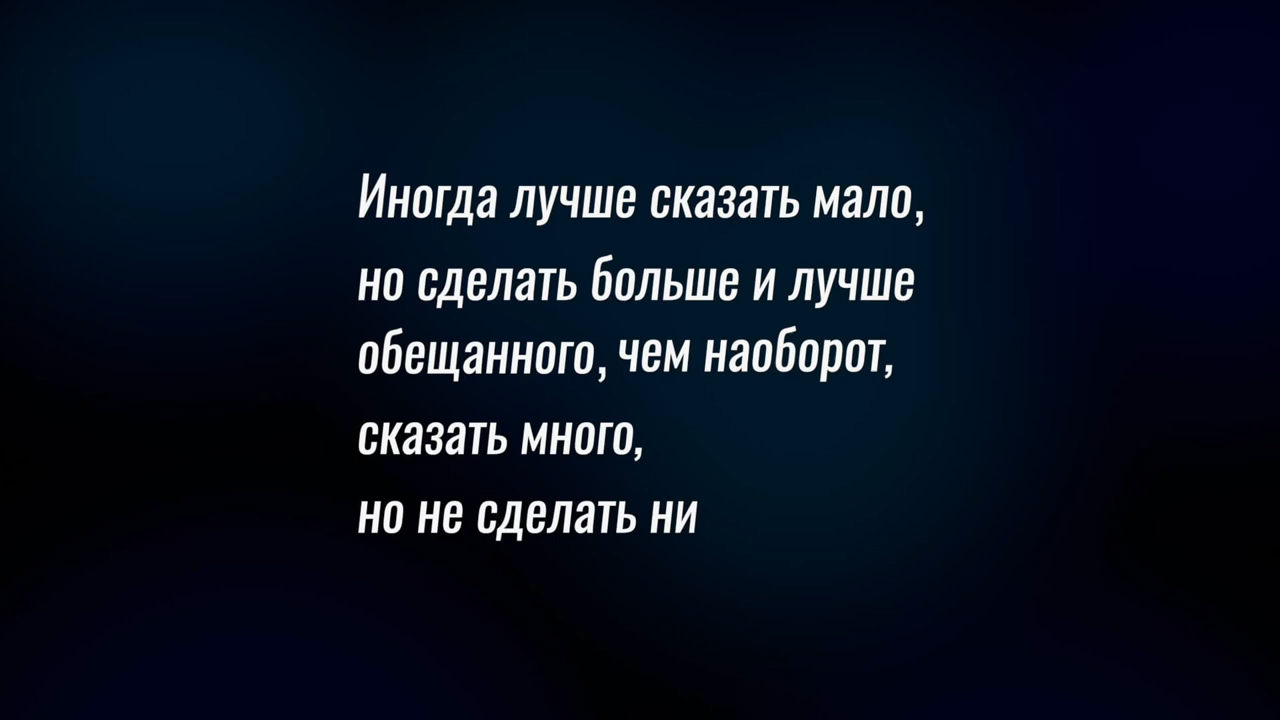 Иногда лучше сказать мало,
но сделать больше и лучше
обещанного, чем наоборот,
сказать много,
но не сделать ни